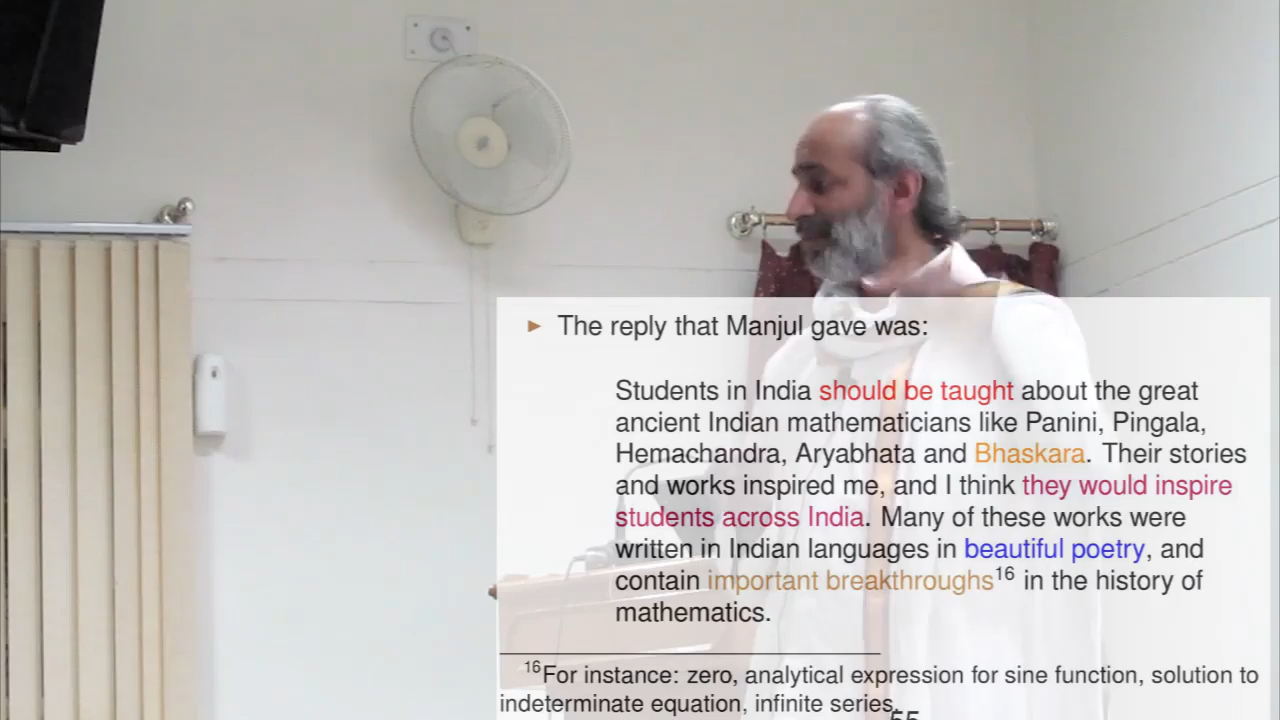 ► The reply that Manjul gave was:
Students in India should be taught about the great
ancient Indian mathematicians like Panini, Pingala,
Hemachandra, Aryabhata and Bhaskara. Their stories
and works inspired me, and I think they would inspire
students across India. Many of these works were
written in Indian languages in beautiful poetry, and
contain important breakthroughs¹⁶ in the history of
mathematics.
¹⁶For instance: zero, analytical expression for sine function, solution to
indeterminate equation, infinite series.
55